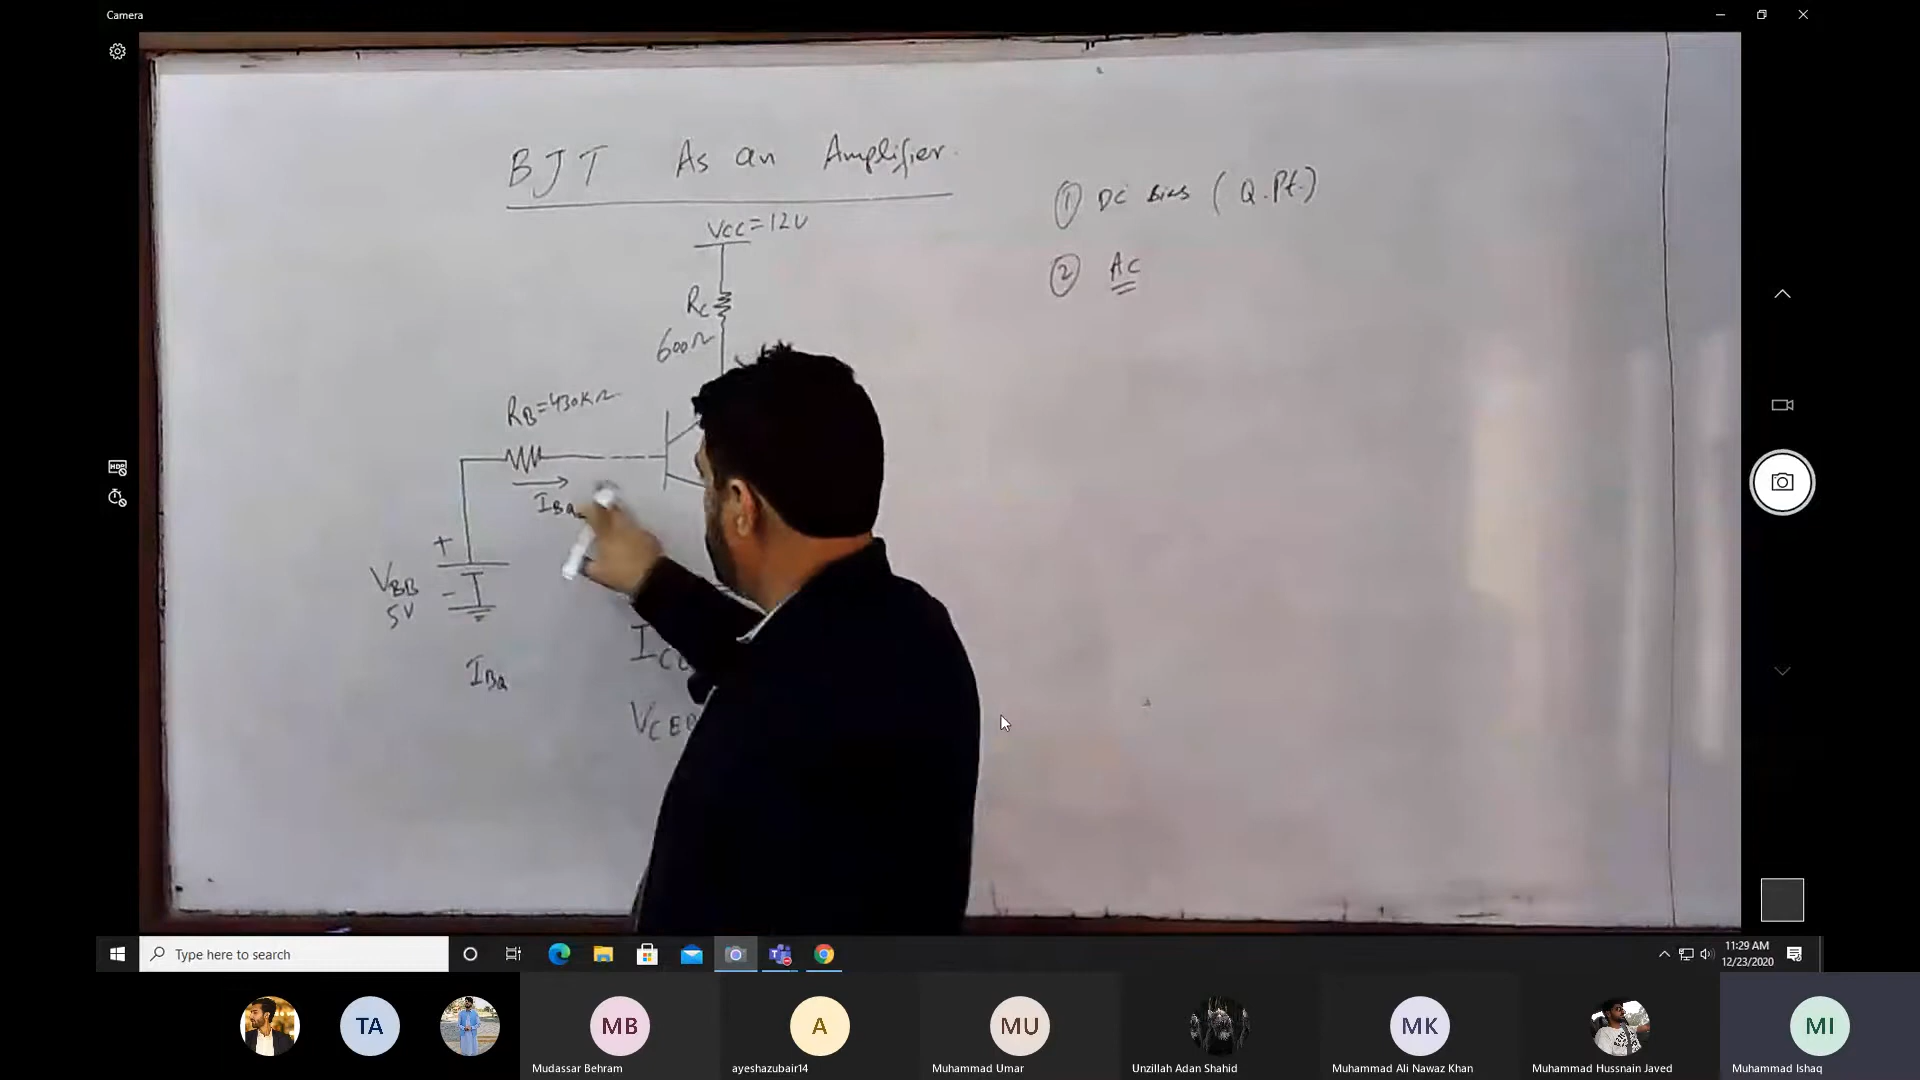 Camera
BJT As an Amplifier.
① DC Bias (Q. Pt.)
② AC
VCC = 12V
RC
600Ω
RB = 430KΩ
IBQ
+
VBB
-
5V
IBQ
VCEQ
Type here to search
11:29 AM
12/23/2020
TA
MB
A
MU
MK
MI
Mudassar Behram
ayeshazubair14
Muhammad Umar
Unzillah Adan Shahid
Muhammad Ali Nawaz Khan
Muhammad Hussnain Javed
Muhammad Ishaq